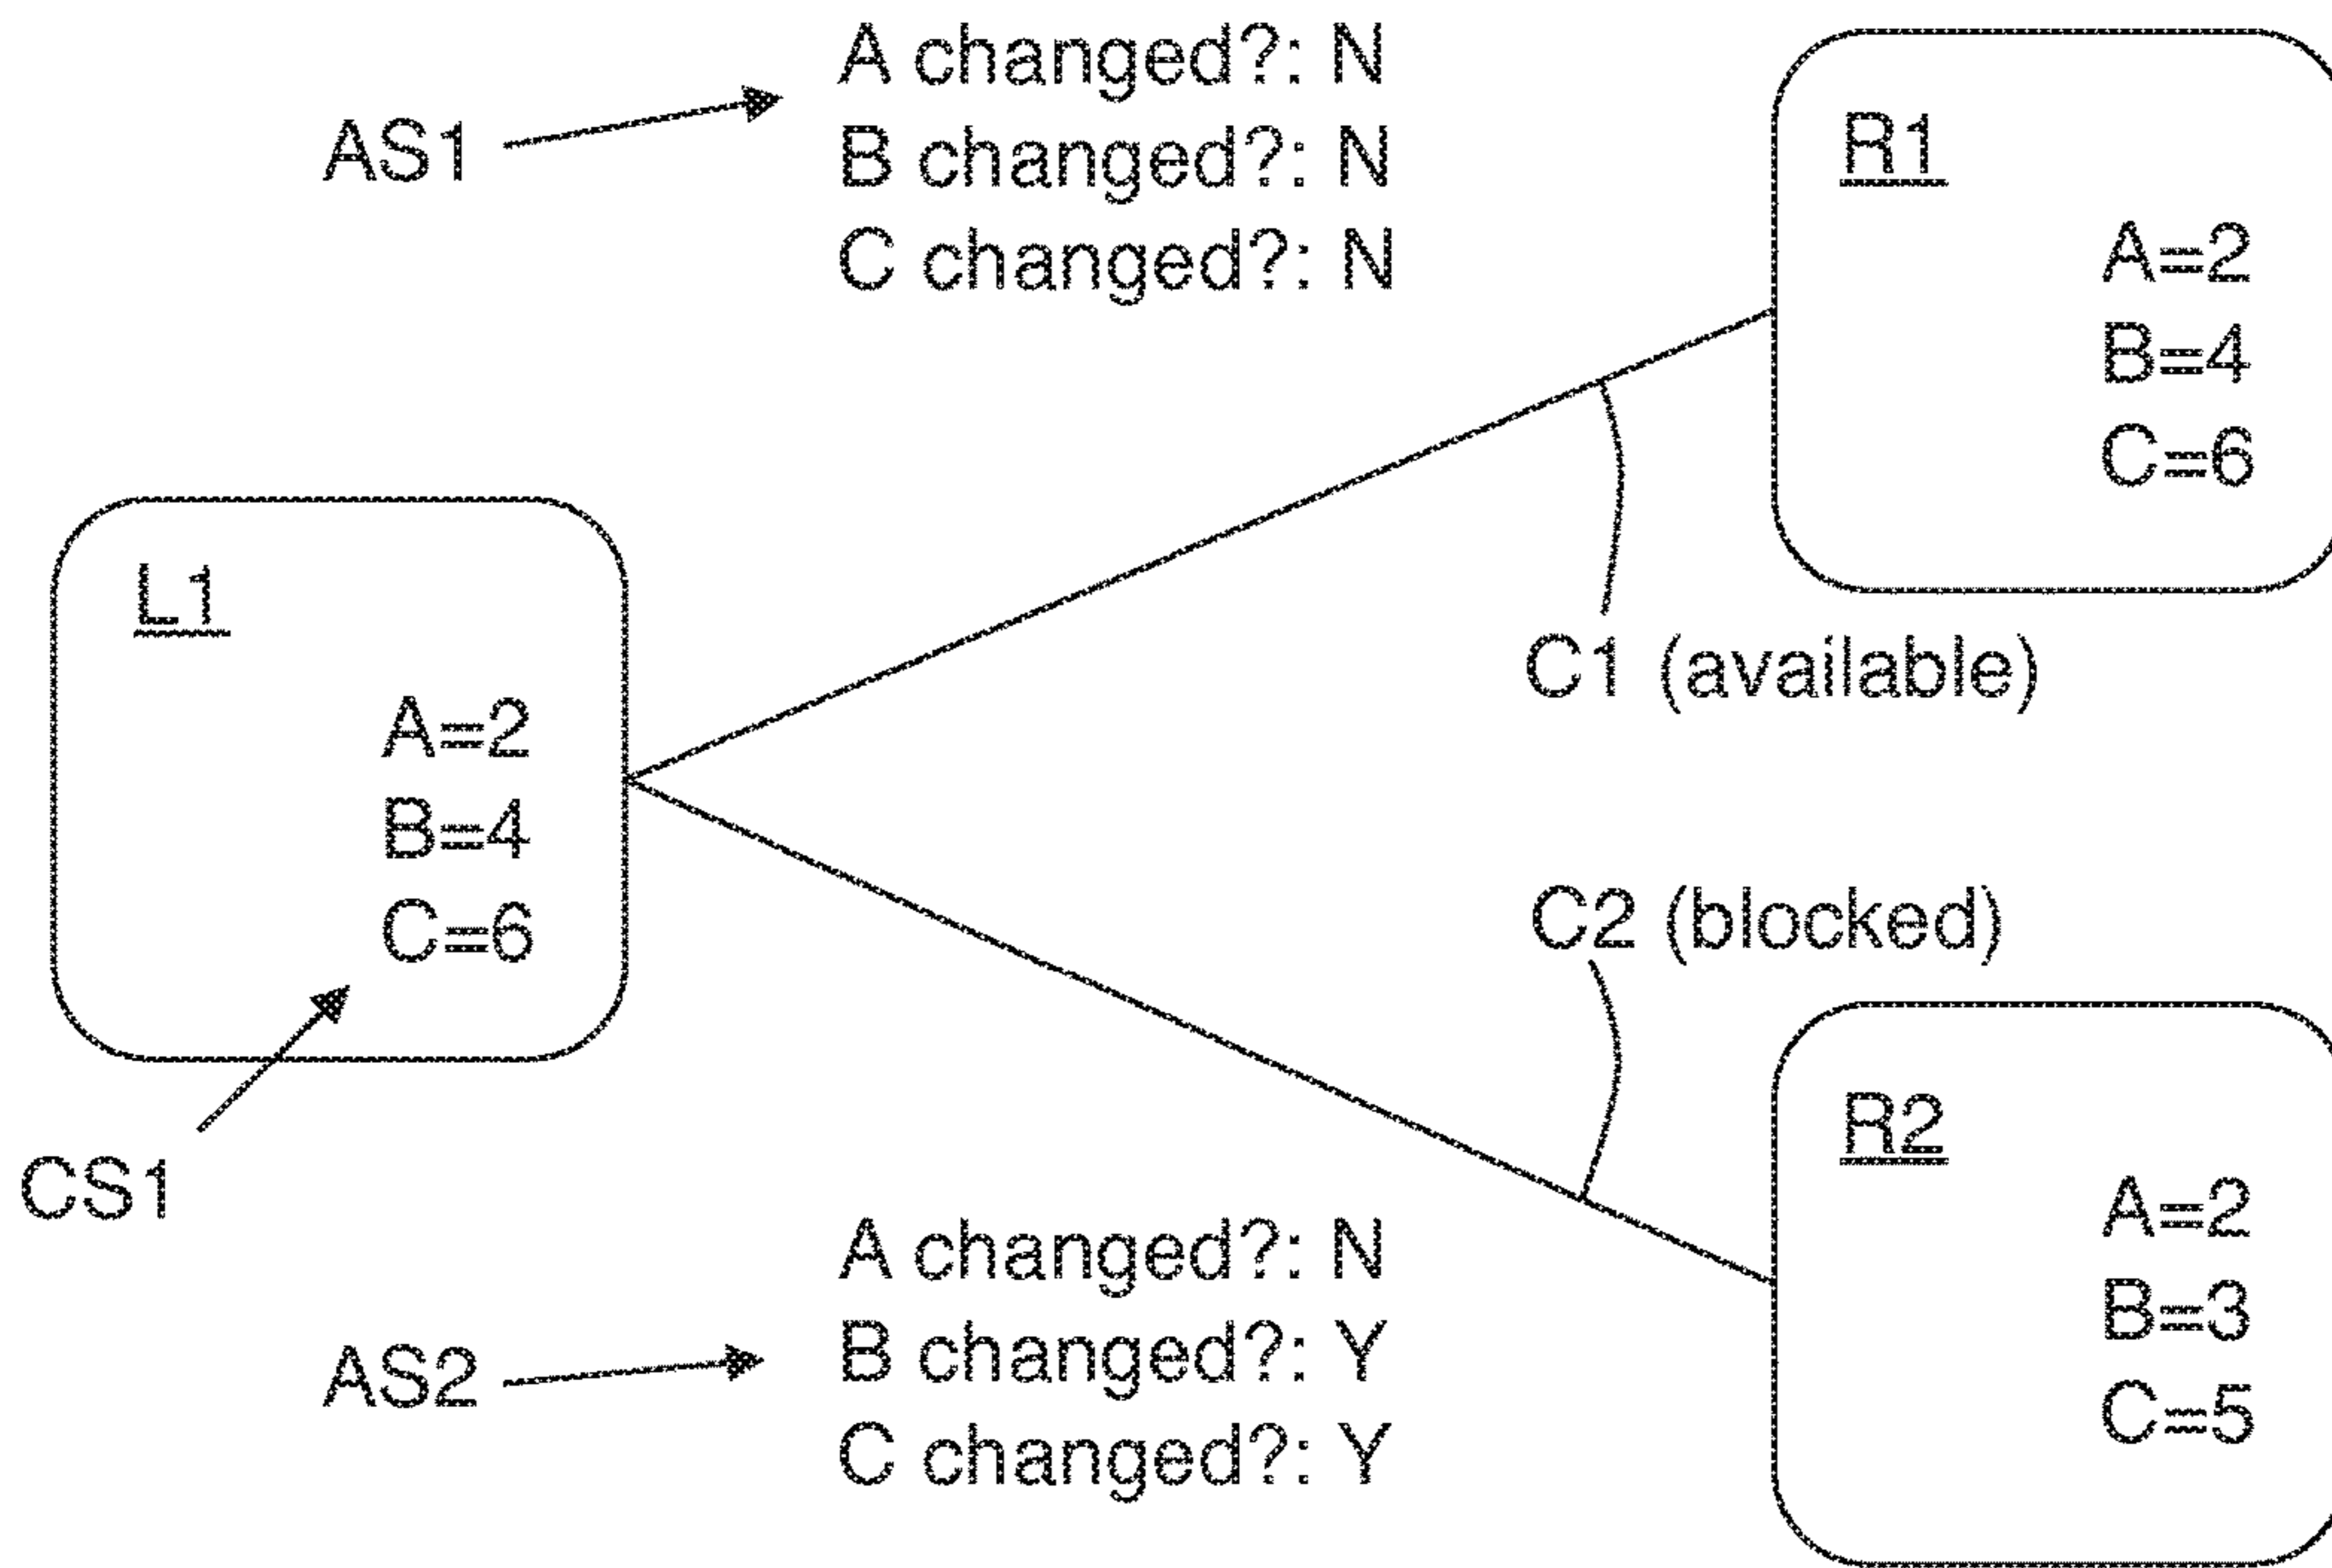 AS1
A changed?: N
B changed?: N
C changed?: N
R1
A=2
B=4
C=6
C1 (available)
L1
A=2
B=4
C=6
CS1
C2 (blocked)
R2
A=2
B=3
C=5
AS2
A changed?: N
B changed?: Y
C changed?: Y